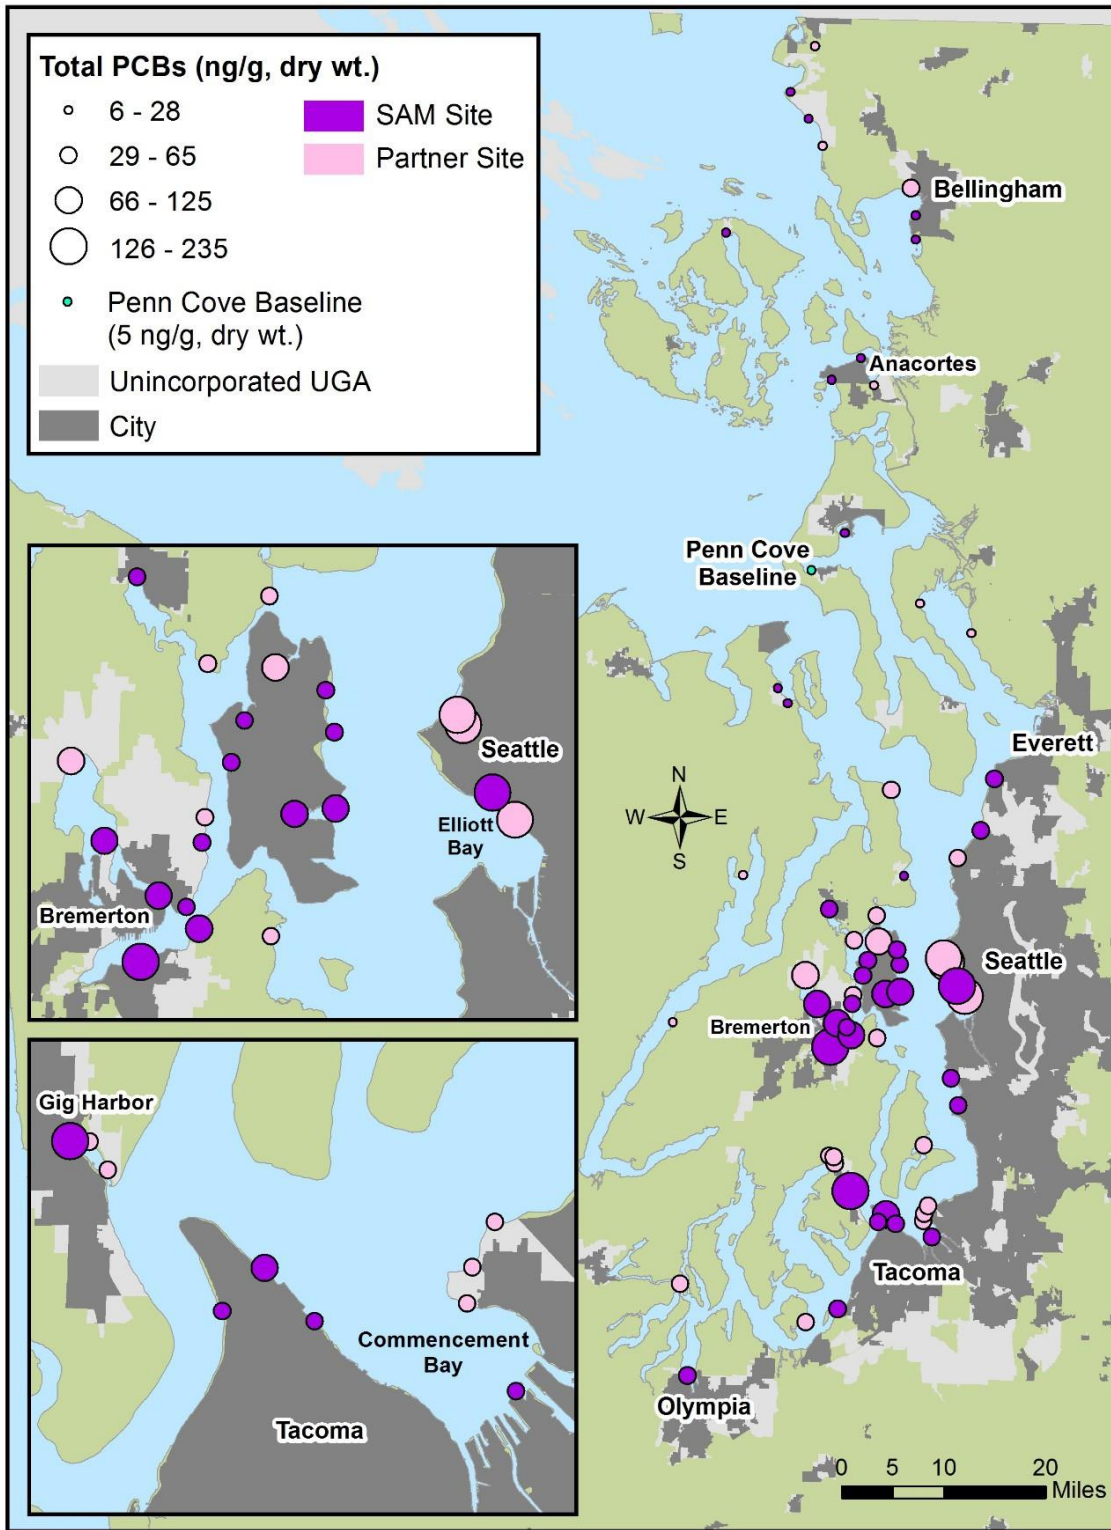 Total PCBs (ng/g, dry wt.)
6 - 28
29 - 65
66 - 125
126 - 235
SAM Site
Partner Site
Penn Cove Baseline
(5 ng/g, dry wt.)
Unincorporated UGA
City
Bellingham
Anacortes
Penn Cove
Baseline
Everett
N
W
E
S
Seattle
Bremerton
Tacoma
Olympia
0
5
10
20
Miles
Seattle
Elliott
Bay
Bremerton
Gig Harbor
Commencement
Bay
Tacoma